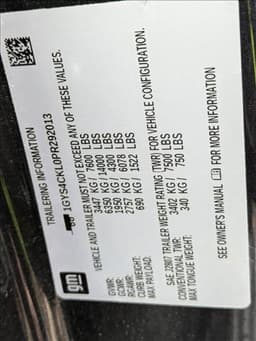 gm
TRAILERING INFORMATION
1GYS4CKL0PR292013
VEHICLE AND TRAILER MUST NOT EXCEED ANY OF THESE VALUES.
GVWR: 3447 KG / 7600 LBS
GCWR: 6350 KG / 14000 LBS
RGAWR: 1950 KG / 4300 LBS
CURB WEIGHT: 2757 KG / 6078 LBS
MAX PAYLOAD: 690 KG / 1522 LBS
SAE J2807 TRAILER WEIGHT RATING (TWR) FOR VEHICLE CONFIGURATION.
CONVENTIONAL TWR: 3402 KG / 7500 LBS
MAX TONGUE WEIGHT: 340 KG / 750 LBS
SEE OWNER'S MANUAL FOR MORE INFORMATION